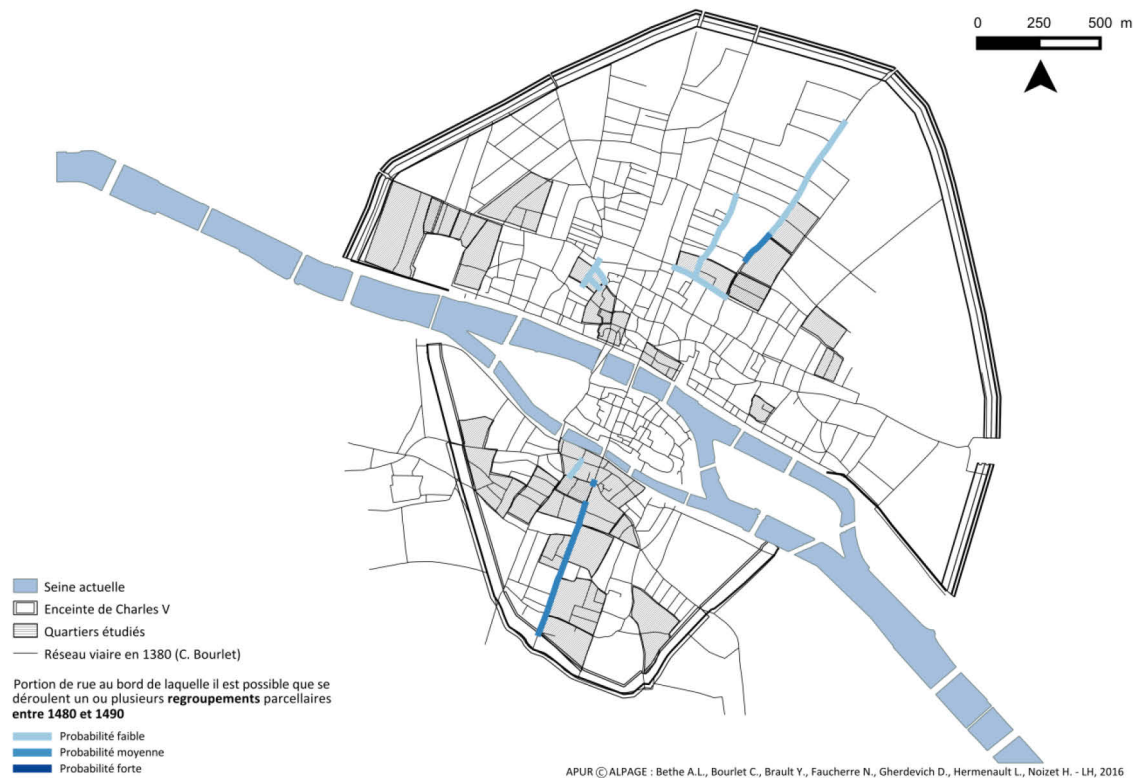 0 250 500 m
Seine actuelle
Enceinte de Charles V
Quartiers étudiés
Réseau viaire en 1380 (C. Bourlet)
Portion de rue au bord de laquelle il est possible que se
déroulent un ou plusieurs regroupements parcellaires
entre 1480 et 1490
Probabilité faible
Probabilité moyenne
Probabilité forte
APUR © ALPAGE : Bethe A.L., Bourlet C., Brault Y., Faucherre N., Gherdevich D., Hermenault L., Noizet H. - LH, 2016